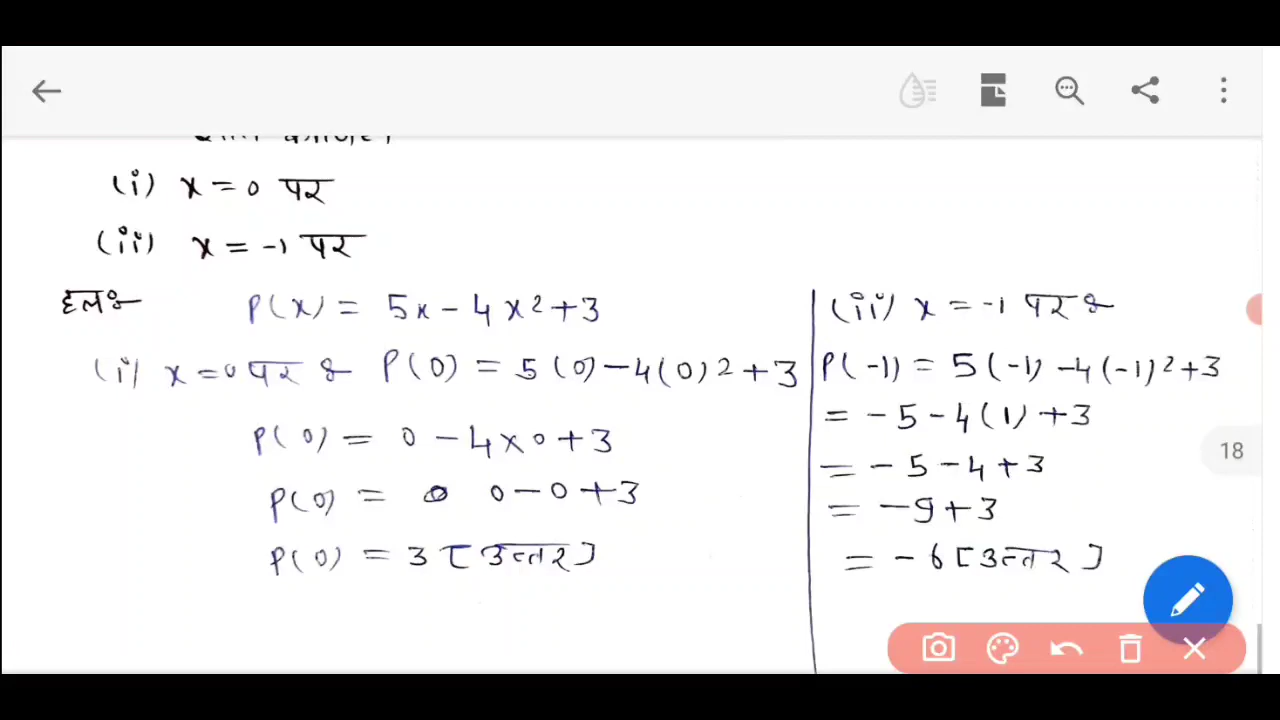 (i) x = 0 पर
(ii) x = -1 पर
हलः
P(x) = 5x - 4x2 + 3
(i) x = 0 पर ः P(0) = 5(0) - 4(0)2 + 3
P(0) = 0 - 4x0 + 3
P(0) = 0 0 - 0 + 3
P(0) = 3 [उत्तर]
(ii) x = -1 पर ः
P(-1) = 5(-1) - 4(-1)2 + 3
= - 5 - 4(1) + 3
= - 5 - 4 + 3
= - 9 + 3
= - 6 [उत्तर]
18